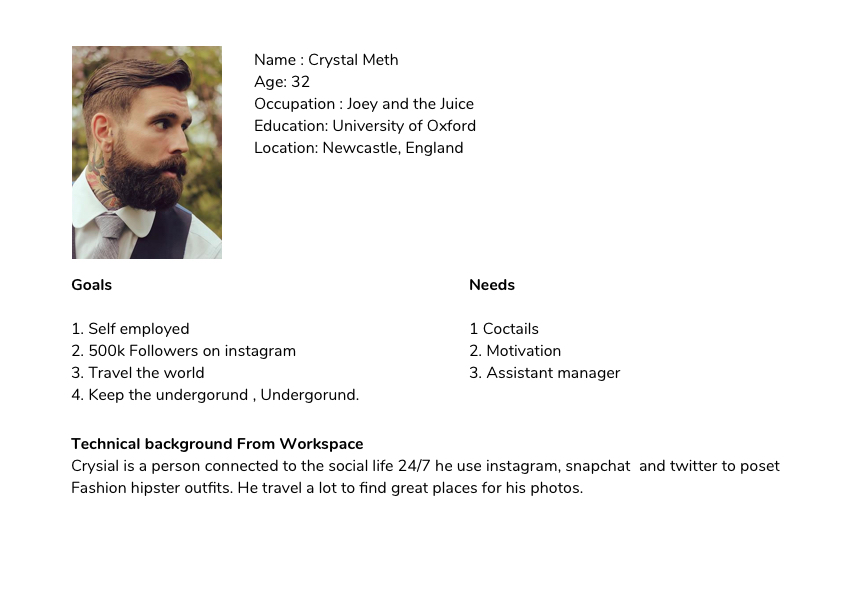 Name : Crystal Meth
Age: 32
Occupation : Joey and the Juice
Education: University of Oxford
Location: Newcastle, England
Goals
1. Self employed
2. 500k Followers on instagram
3. Travel the world
4. Keep the undergorund , Undergorund.
Needs
1 Coctails
2. Motivation
3. Assistant manager
Technical background From Workspace
Crysial is a person connected to the social life 24/7 he use instagram, snapchat  and twitter to poset
Fashion hipster outfits. He travel a lot to find great places for his photos.